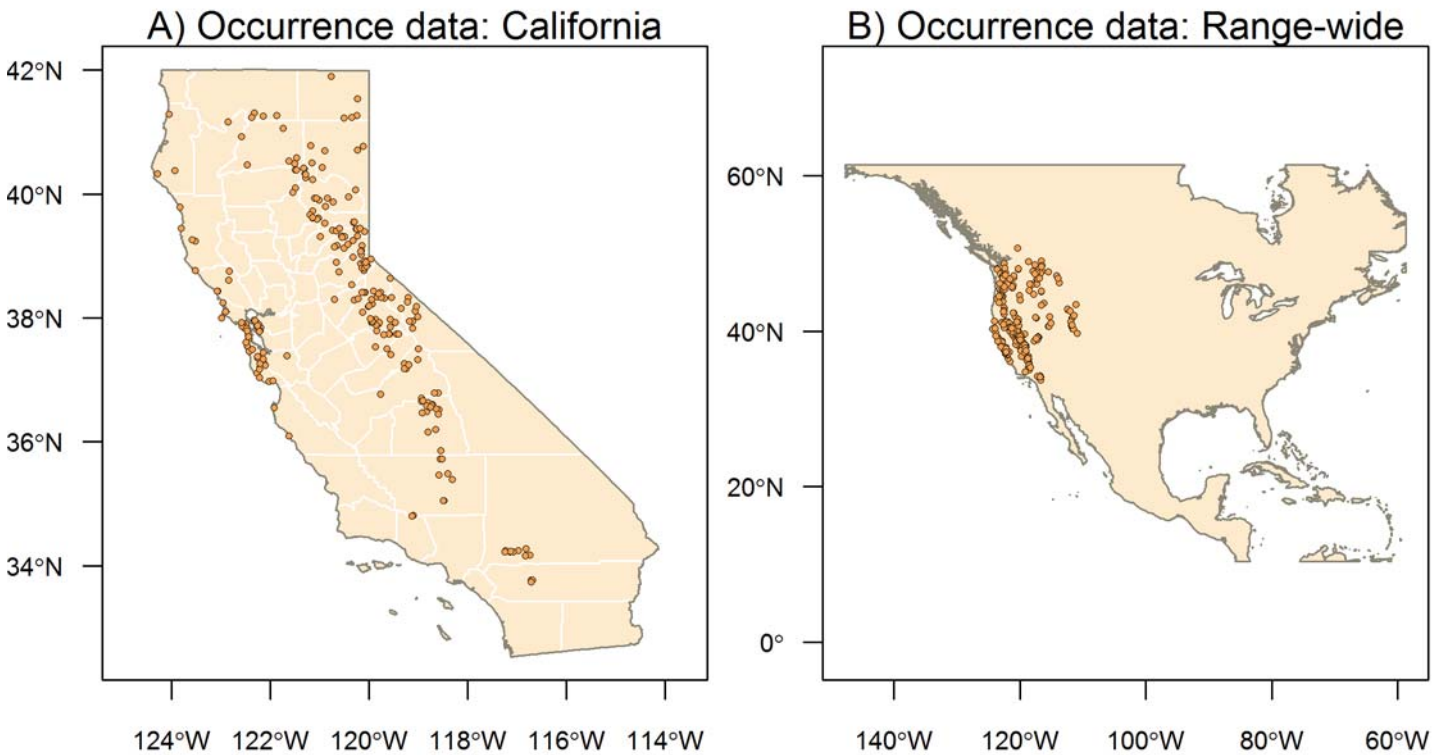 A) Occurrence data: California
42°N
40°N
38°N
36°N
34°N
124°W 122°W 120°W 118°W 116°W 114°W
B) Occurrence data: Range-wide
60°N
40°N
20°N
0°
140°W 120°W 100°W 80°W 60°W